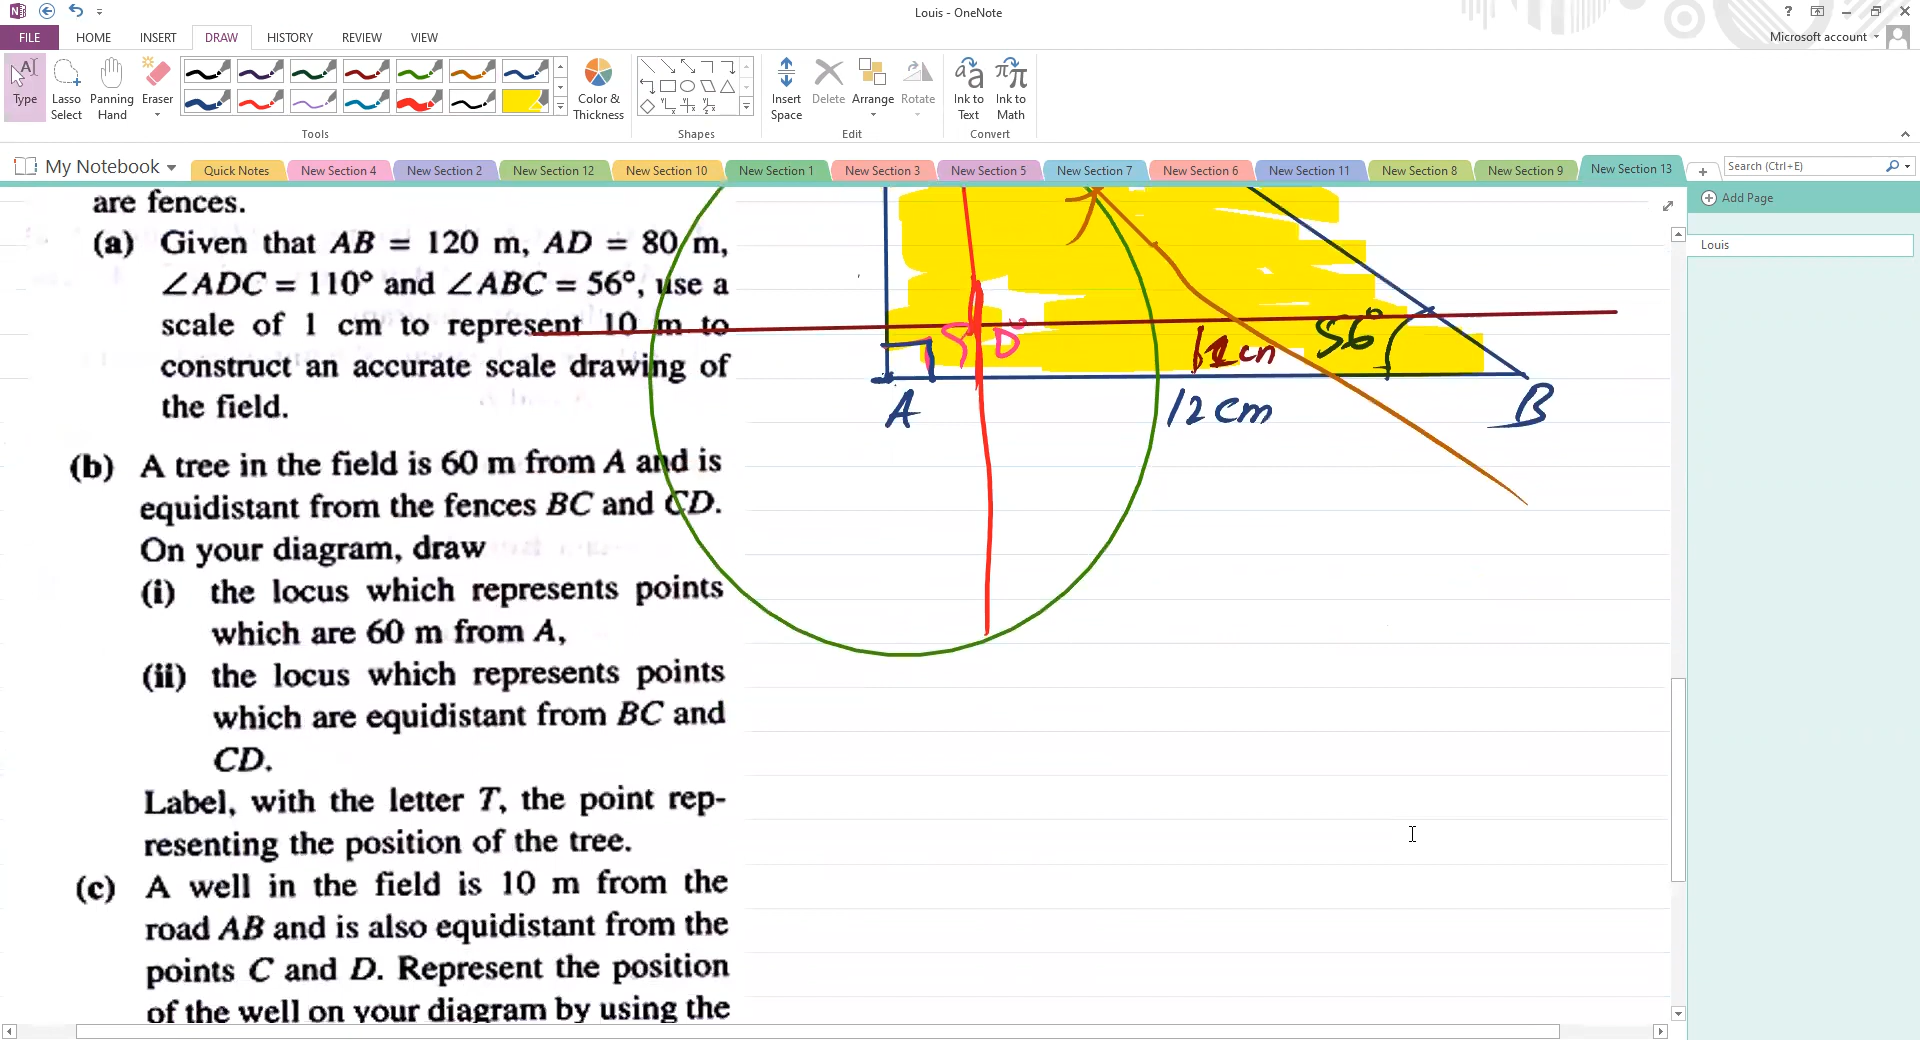 Louis - OneNote
FILE HOME INSERT DRAW HISTORY REVIEW VIEW
Microsoft account
Type
Lasso Select
Panning Hand
Eraser
Color & Thickness
Insert Space
Delete
Arrange
Rotate
Ink to Text
Ink to Math
Tools
Shapes
Edit
Convert
My Notebook
Quick Notes New Section 4 New Section 2 New Section 12 New Section 10 New Section 1 New Section 3 New Section 5 New Section 7 New Section 6 New Section 11 New Section 8 New Section 9 New Section 13
Search (Ctrl+E)
Add Page
Louis
are fences.
(a) Given that AB = 120 m, AD = 80 m,
∠ADC = 110° and ∠ABC = 56°, use a
scale of 1 cm to represent 10 m to
construct an accurate scale drawing of
the field.
(b) A tree in the field is 60 m from A and is
equidistant from the fences BC and CD.
On your diagram, draw
(i) the locus which represents points
which are 60 m from A,
(ii) the locus which represents points
which are equidistant from BC and
CD.
Label, with the letter T, the point rep-
resenting the position of the tree.
(c) A well in the field is 10 m from the
road AB and is also equidistant from the
points C and D. Represent the position
of the well on your diagram by using the
56°
A
12 cm
B